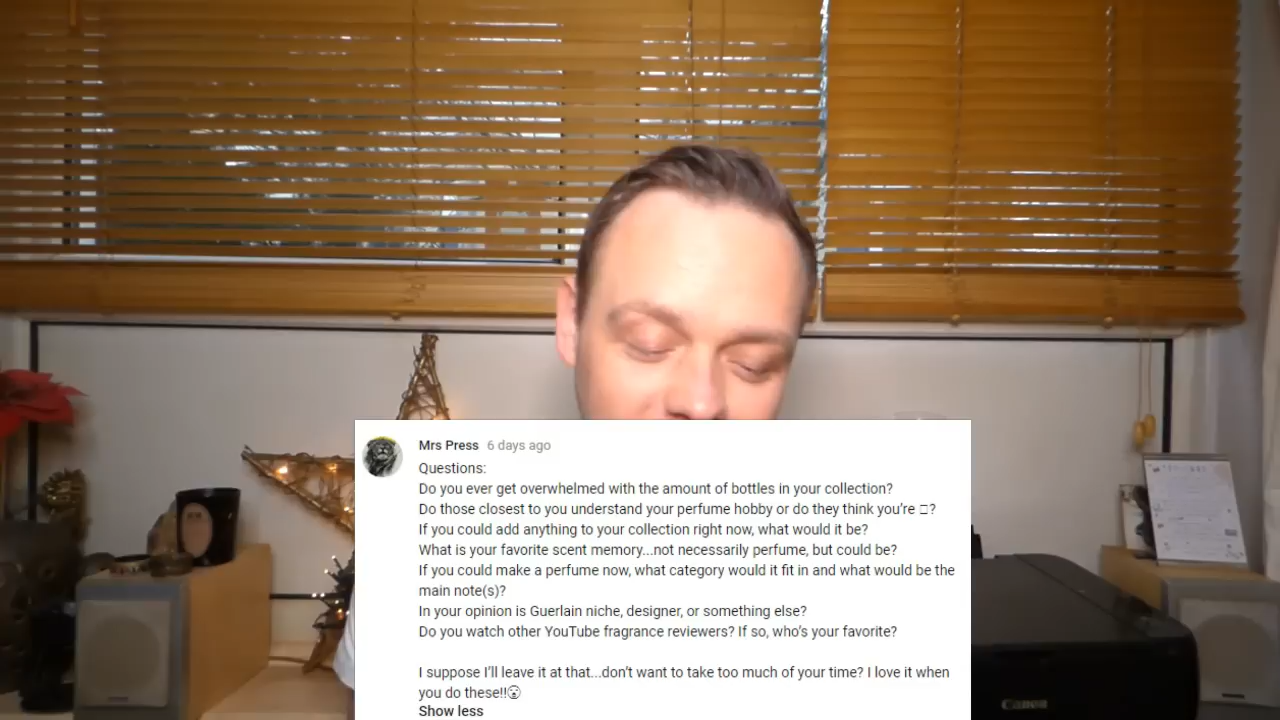 Mrs Press 6 days ago
Questions:
Do you ever get overwhelmed with the amount of bottles in your collection?
Do those closest to you understand your perfume hobby or do they think you're □?
If you could add anything to your collection right now, what would it be?
What is your favorite scent memory...not necessarily perfume, but could be?
If you could make a perfume now, what category would it fit in and what would be the
main note(s)?
In your opinion is Guerlain niche, designer, or something else?
Do you watch other YouTube fragrance reviewers? If so, who's your favorite?
I suppose I'll leave it at that...don't want to take too much of your time? I love it when
you do these!!😮
Show less
Canon